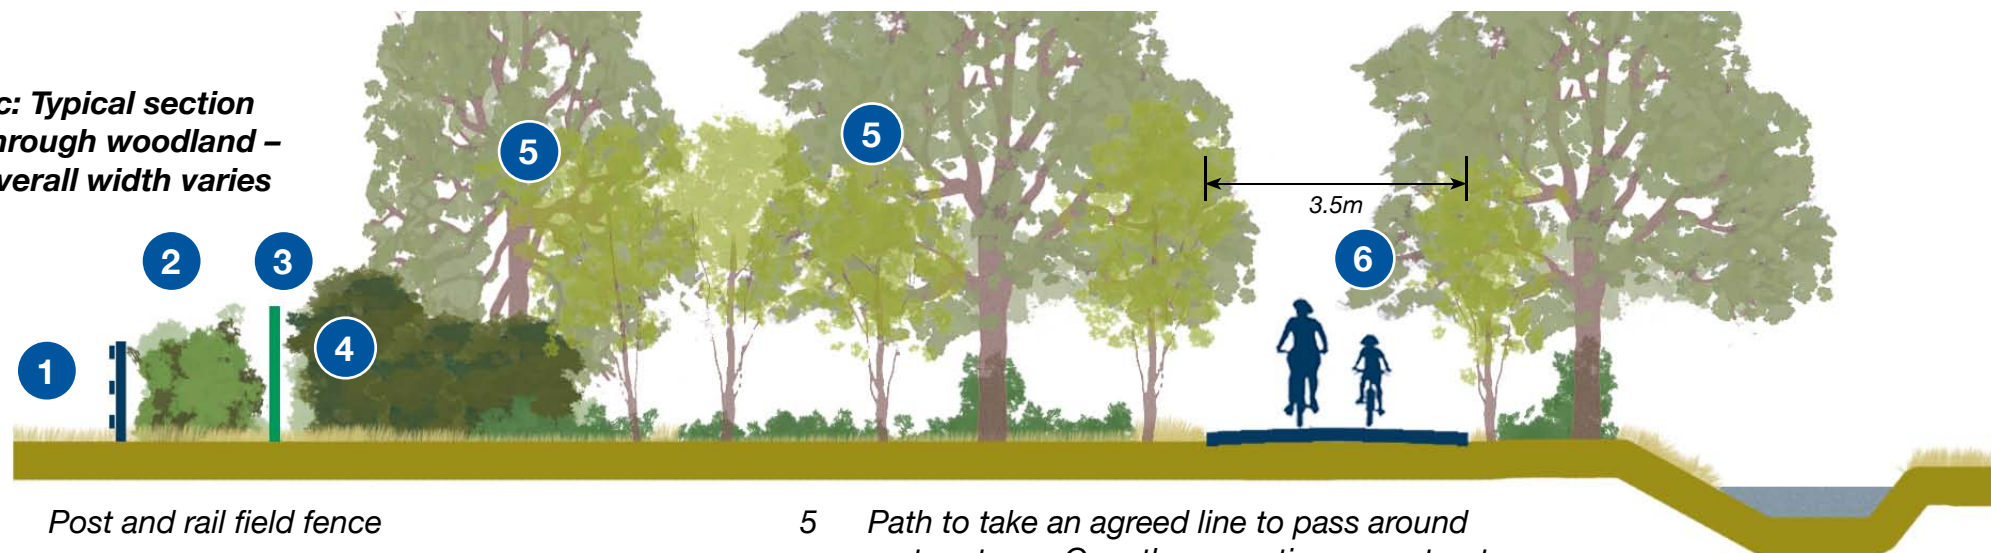 c: Typical section
hrough woodland –
verall width varies
5
5
3.5m
2
3
6
4
1
Post and rail field fence
5 Path to take an agreed line to pass around